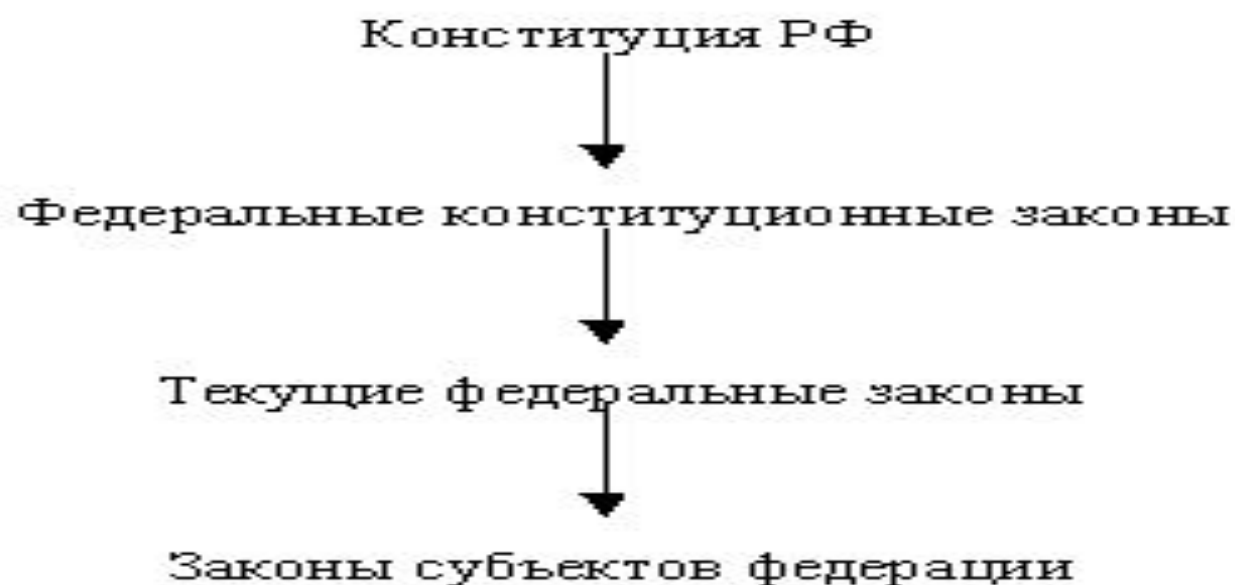 Конституция РФ
Федеральные конституционные законы
Текущие федеральные законы
Законы субъектов федерации